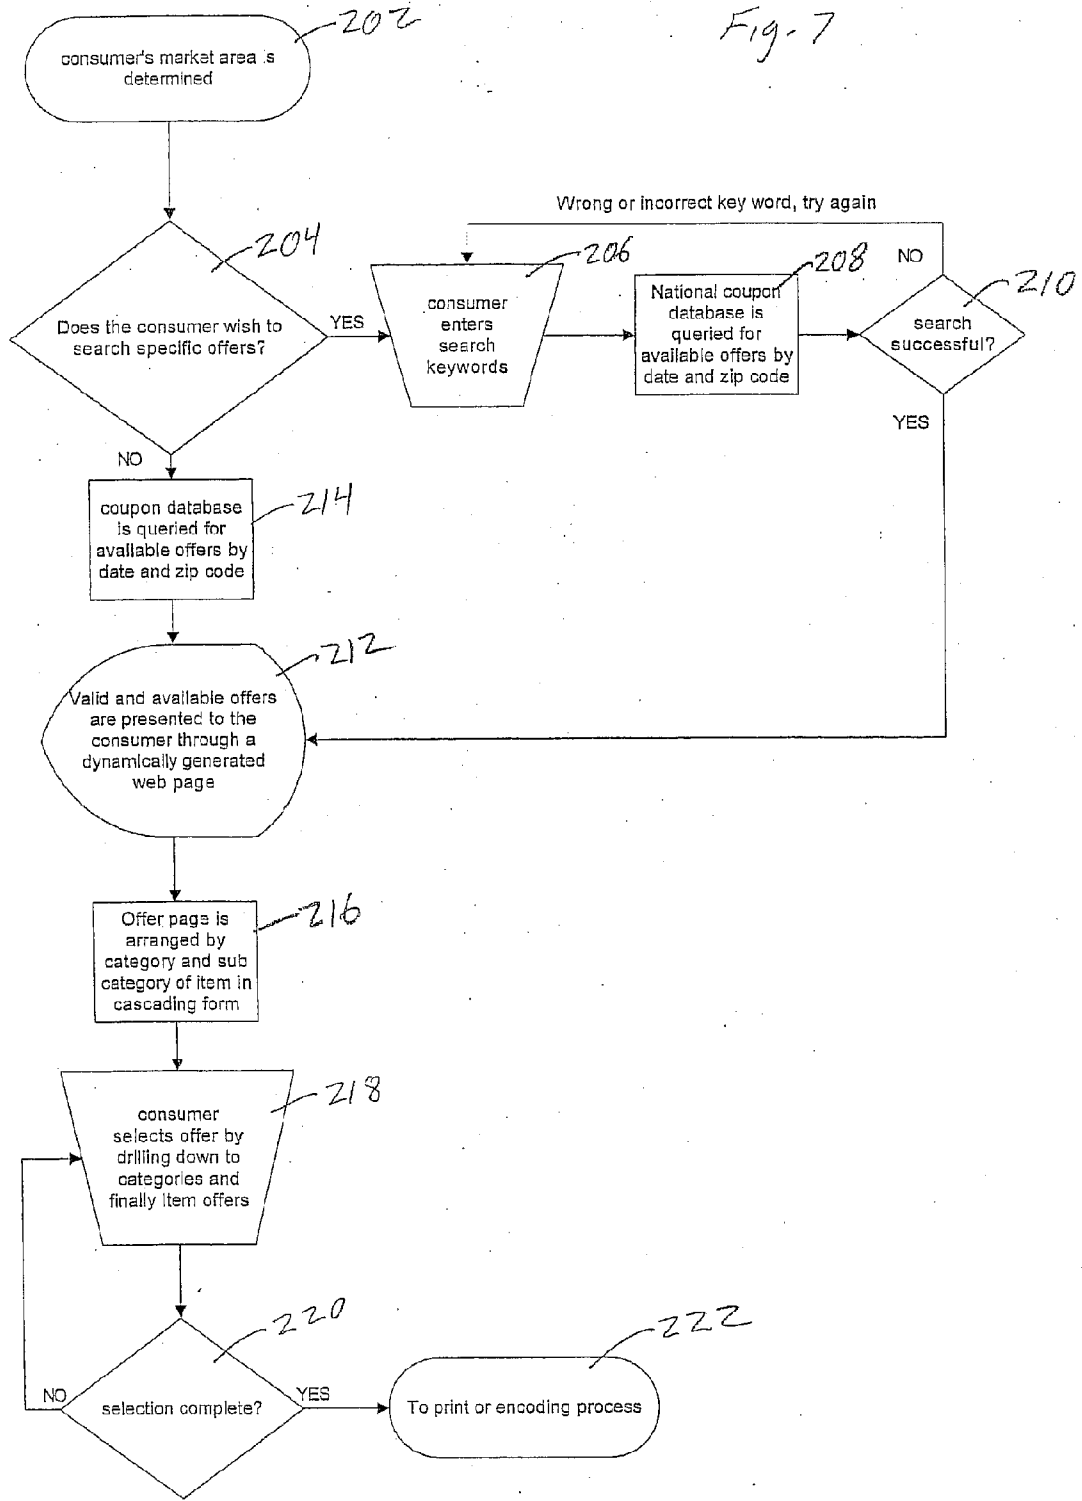 Fig. 7
202
consumer's market area is
determined
204
Does the consumer wish to
search specific offers?
YES
NO
Wrong or incorrect key word, try again
206
consumer
enters
search
keywords
208
National coupon
database is
queried for
available offers by
date and zip code
NO
210
search
successful?
YES
214
coupon database
is queried for
available offers by
date and zip code
212
Valid and available offers
are presented to the
consumer through a
dynamically generated
web page
216
Offer page is
arranged by
category and sub
category of item in
cascading form
218
consumer
selects offer by
drilling down to
categories and
finally item offers
220
selection complete?
NO
YES
222
To print or encoding process